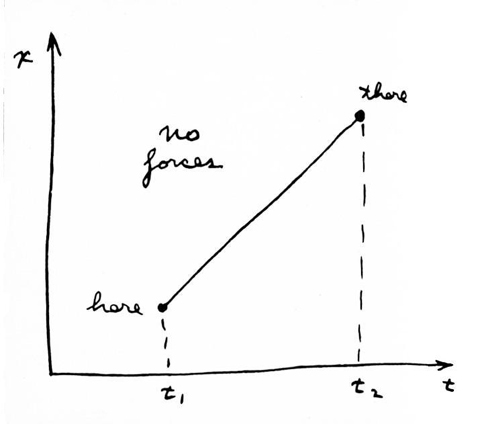 x
there
no
forces
here
t₁
t₂
t